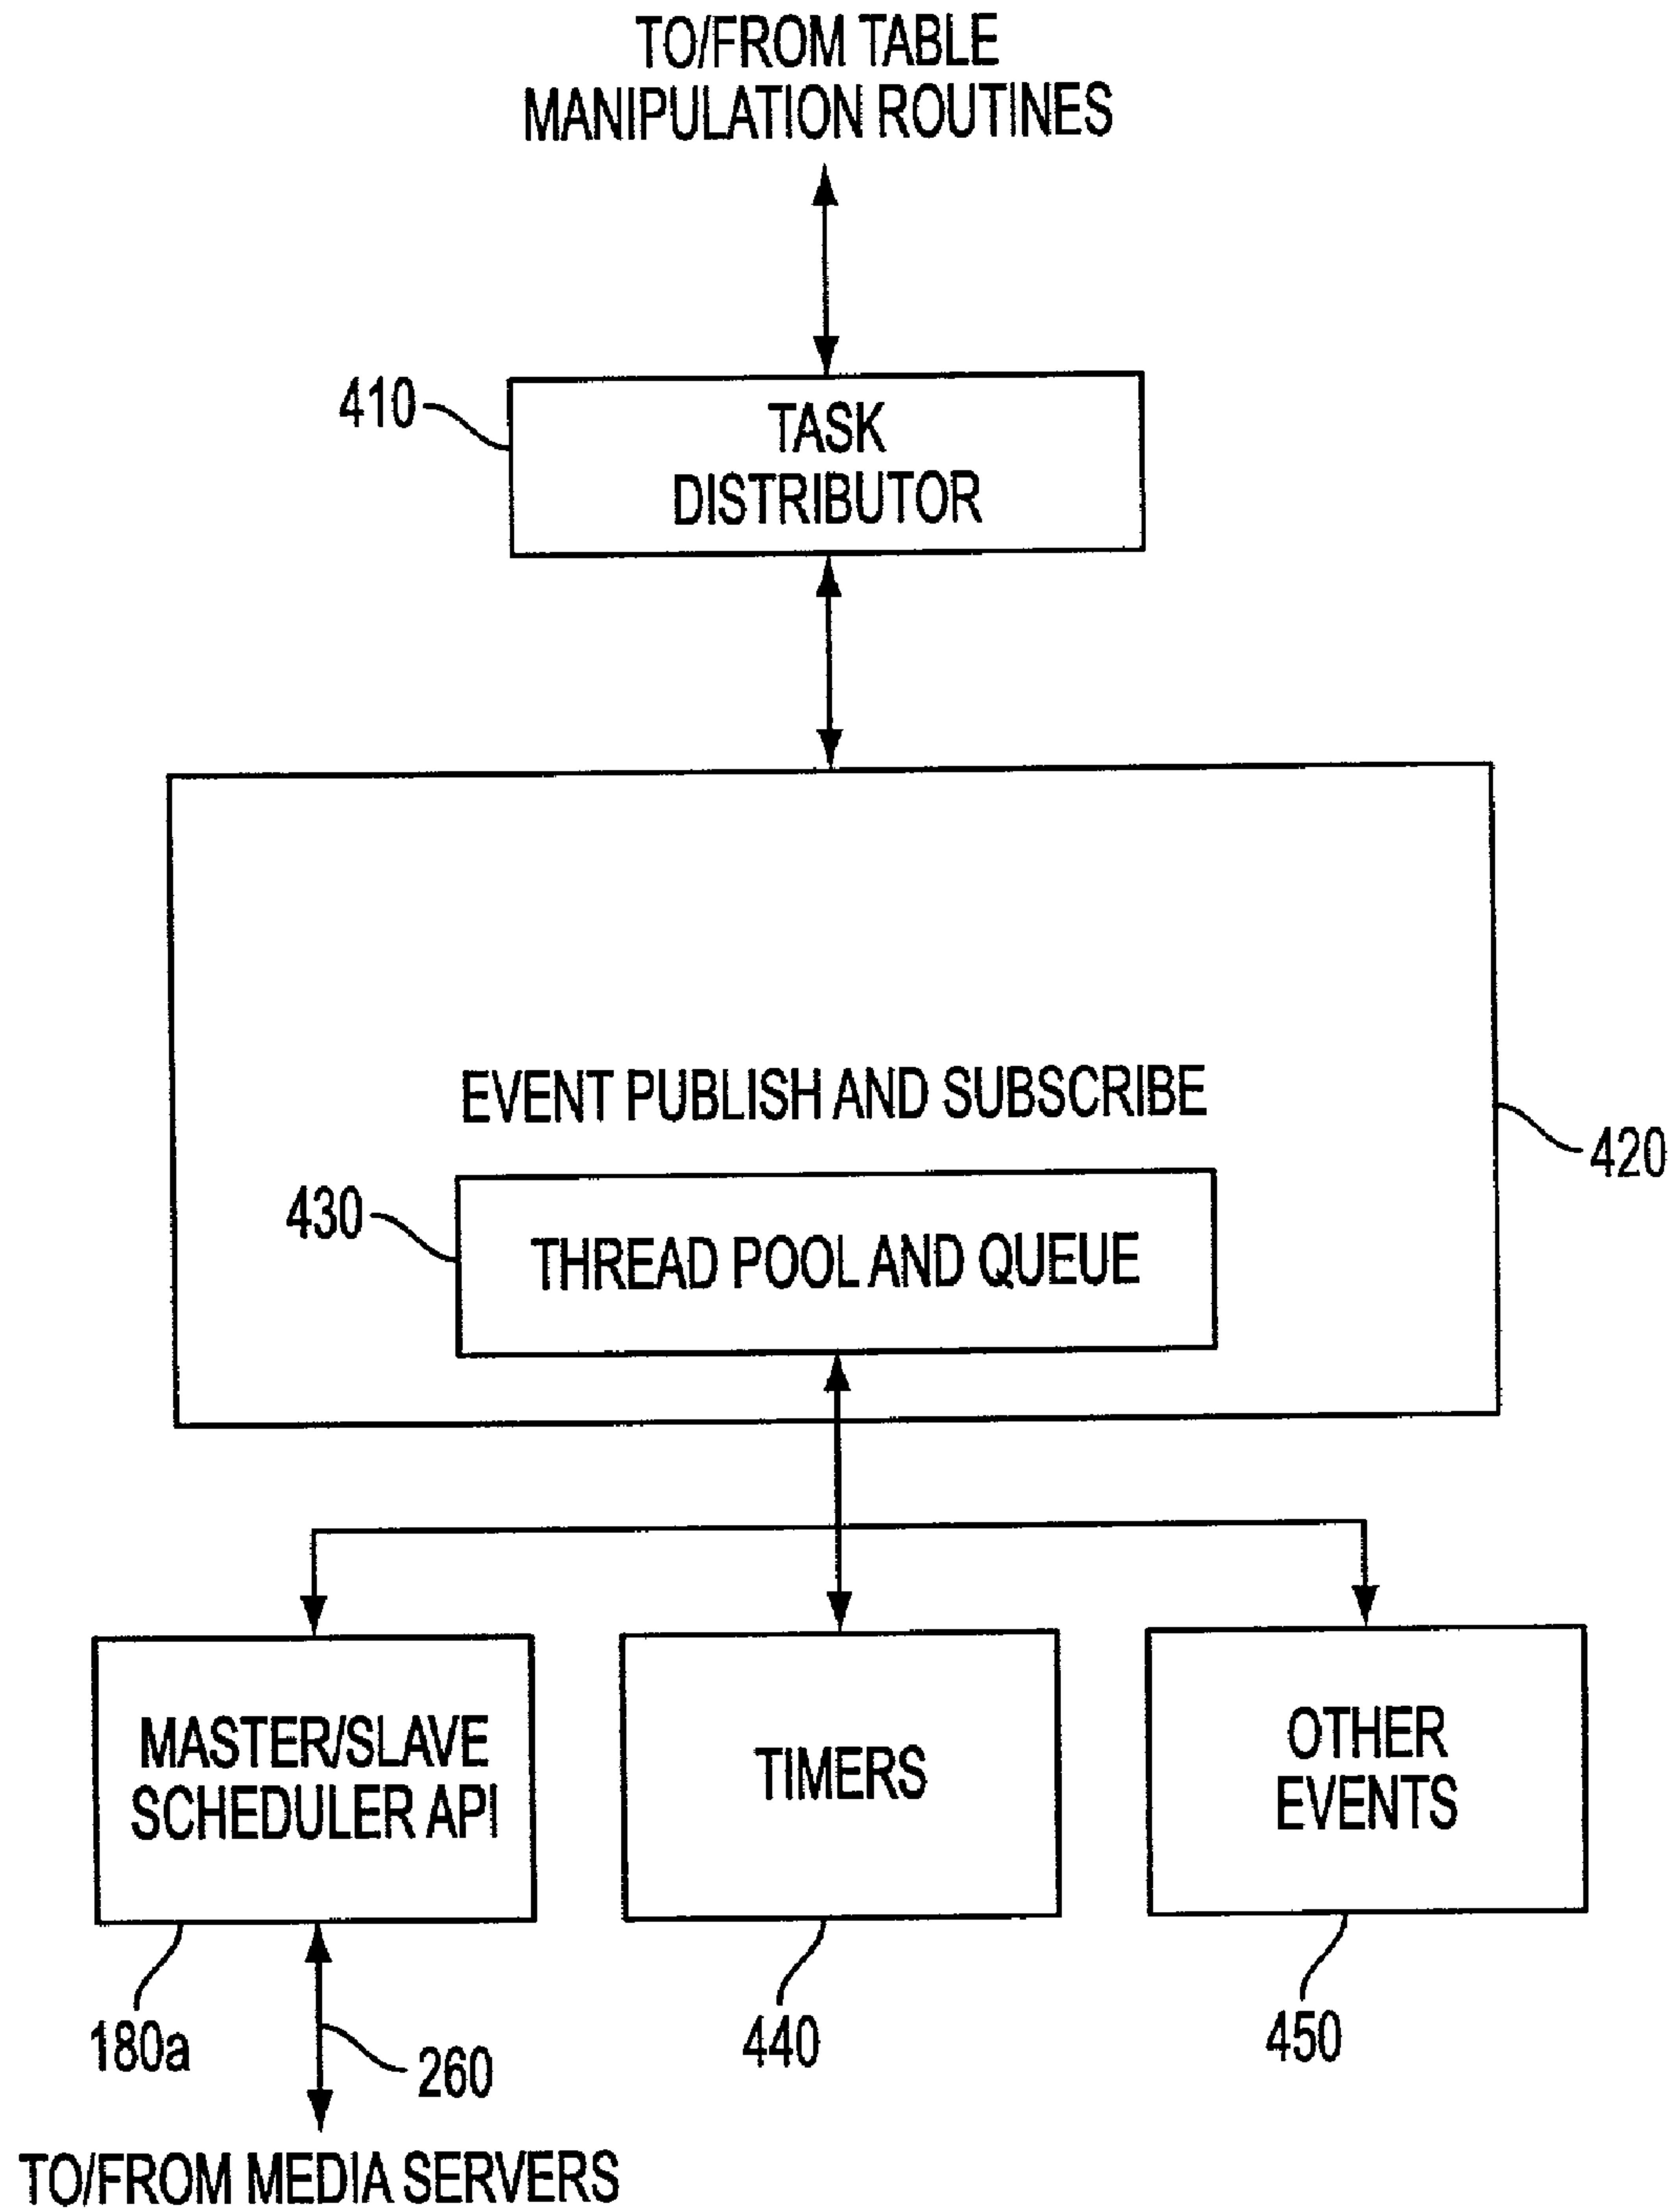 TO/FROM TABLE
MANIPULATION ROUTINES
410
TASK
DISTRIBUTOR
EVENT PUBLISH AND SUBSCRIBE
420
430
THREAD POOL AND QUEUE
MASTER/SLAVE
SCHEDULER API
TIMERS
OTHER
EVENTS
180a
260
440
450
TO/FROM MEDIA SERVERS